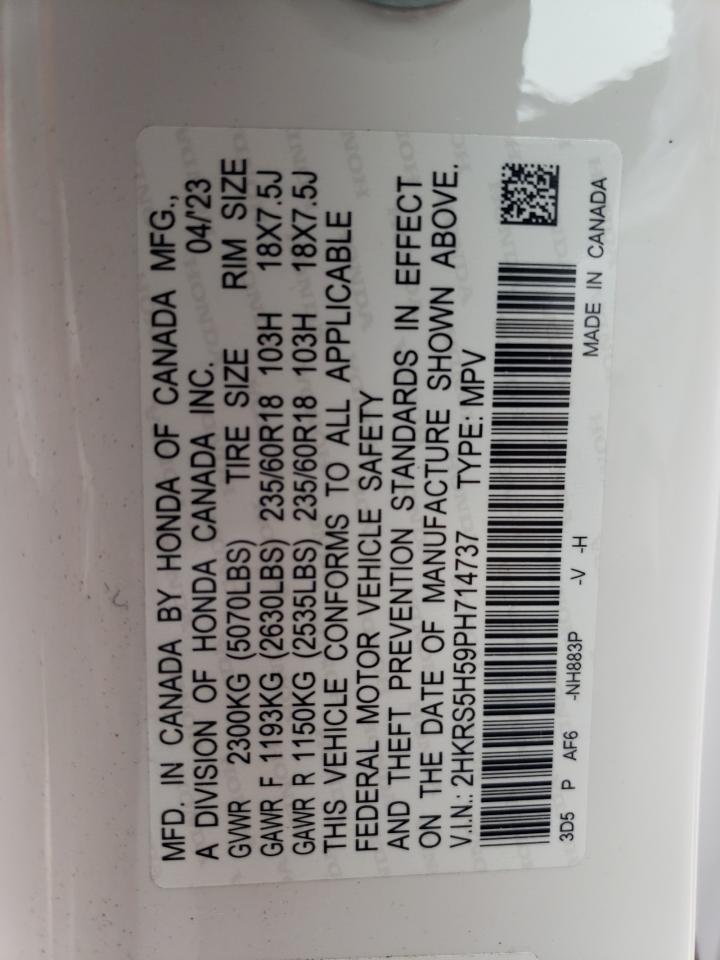 MFD. IN CANADA BY HONDA OF CANADA MFG.,
A DIVISION OF HONDA CANADA INC. 04/'23
GVWR 2300KG (5070LBS) TIRE SIZE RIM SIZE
GAWR F 1193KG (2630LBS) 235/60R18 103H 18X7.5J
GAWR R 1150KG (2535LBS) 235/60R18 103H 18X7.5J
THIS VEHICLE CONFORMS TO ALL APPLICABLE
FEDERAL MOTOR VEHICLE SAFETY
AND THEFT PREVENTION STANDARDS IN EFFECT
ON THE DATE OF MANUFACTURE SHOWN ABOVE.
V.I.N.: 2HKRS5H59PH714737 TYPE: MPV
3D5 P AF6 -NH883P -V -H
MADE IN CANADA